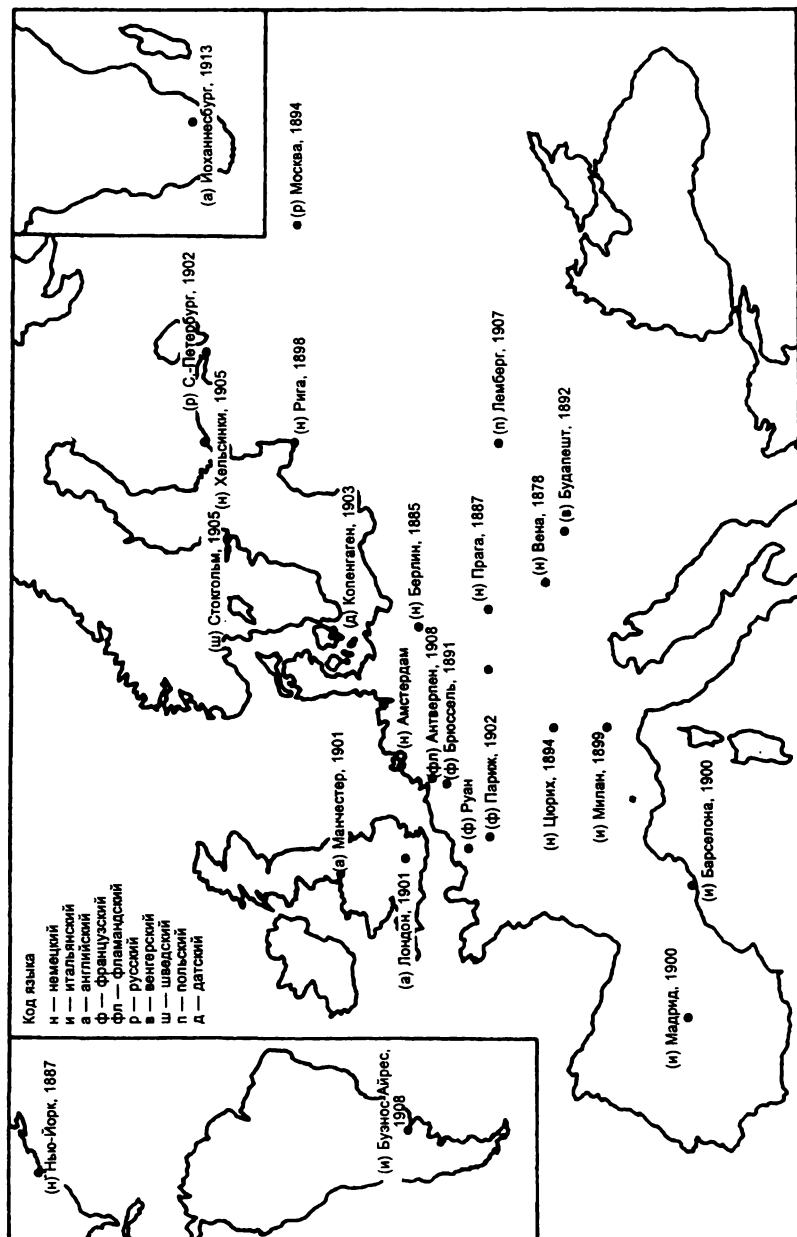 Код языка
н — немецкий
и — итальянский
а — английский
ф — французский
фл — фламандский
р — русский
в — венгерский
ш — шведский
п — польский
д — датский
(н) Нью-Йорк, 1887
(и) Буэнос-Айрес,
1908
(а) Йоханнесбург, 1913
(р) Москва, 1894
(р) С.-Петербург, 1902
(н) Хельсинки, 1905
(ш) Стокгольм, 1905
(н) Рига, 1898
(д) Копенгаген, 1903
(а) Манчестер, 1901
(а) Лондон, 1901
(н) Амстердам
(фл) Антверпен, 1908
(ф) Брюссель, 1891
(н) Берлин, 1885
(ф) Руан
(ф) Париж, 1902
(н) Прага, 1887
(п) Лемберг, 1907
(н) Вена, 1878
(в) Будапешт, 1892
(н) Цюрих, 1894
(и) Милан, 1899
(и) Барселона, 1900
(и) Мадрид, 1900